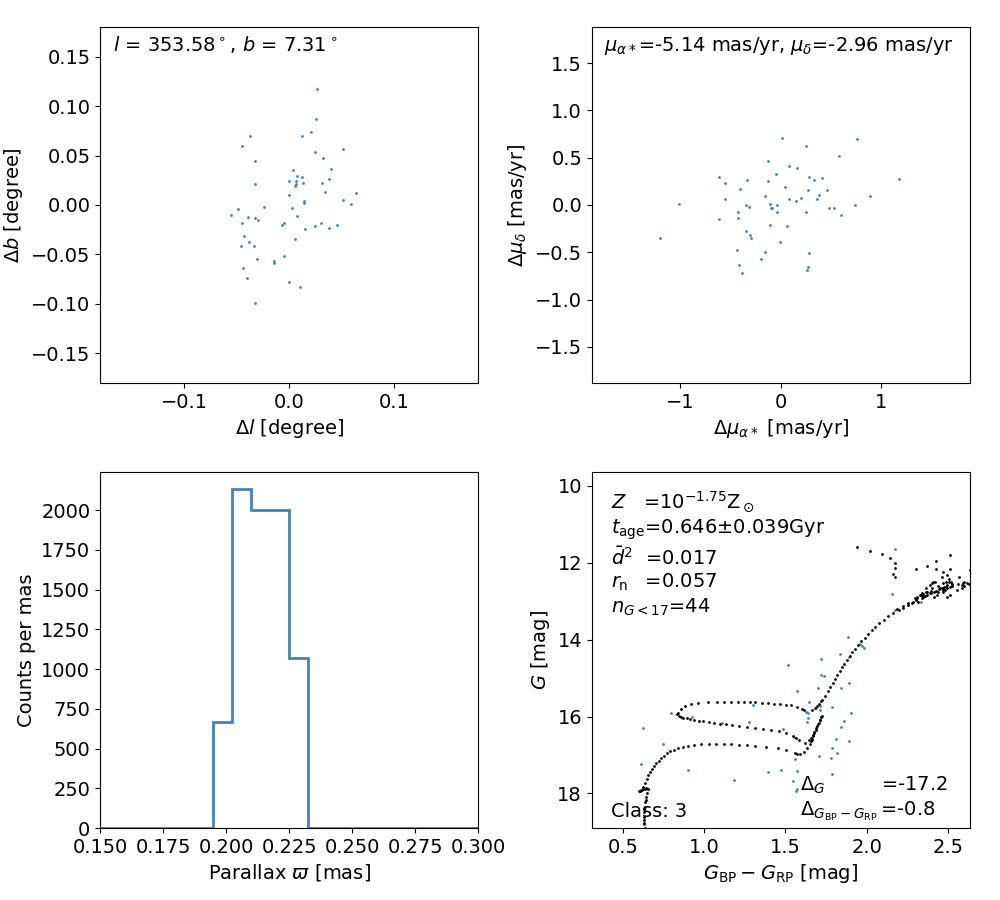 l = 353.58°, b = 7.31°
0.15
0.10
0.05
0.00
−0.05
−0.10
−0.15
−0.1 0.0 0.1
Δb [degree]
Δl [degree]
μα*=-5.14 mas/yr, μδ=-2.96 mas/yr
1.5
1.0
0.5
0.0
−0.5
−1.0
−1.5
−1 0 1
Δμδ [mas/yr]
Δμα* [mas/yr]
2000
1750
1500
1250
1000
750
500
250
0
0.150 0.175 0.200 0.225 0.250 0.275 0.300
Counts per mas
Parallax ϖ [mas]
Z =10^−1.75 Z⊙
tage=0.646±0.039Gyr
d̄² =0.017
rn =0.057
nG<17=44
ΔG =-17.2
ΔGBP−GRP =-0.8
Class: 3
10
12
14
16
18
0.5 1.0 1.5 2.0 2.5
G [mag]
GBP − GRP [mag]